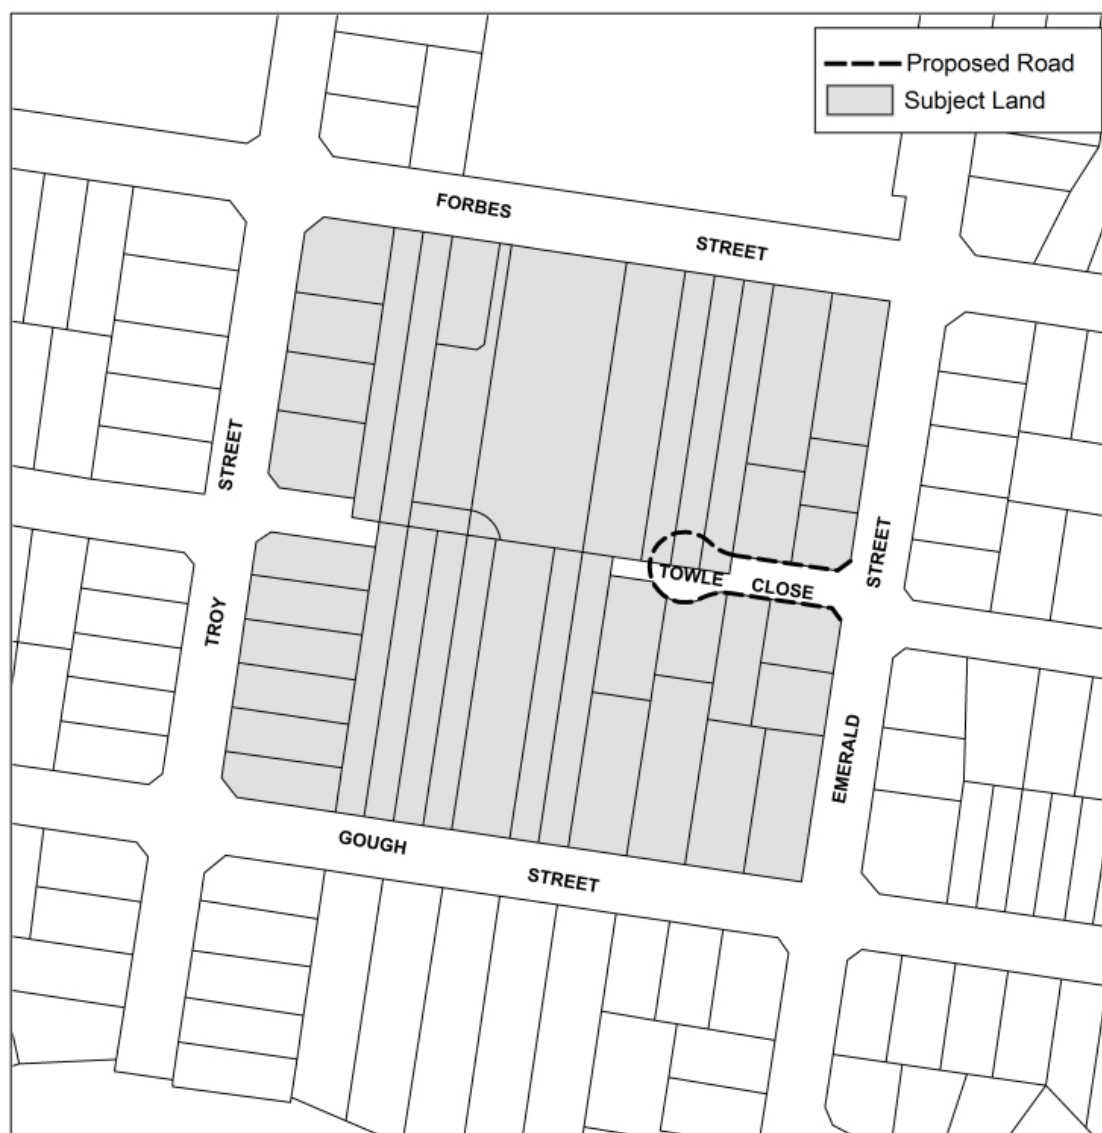 Proposed Road
Subject Land
FORBES
STREET
STREET
TROY
TOWLE
CLOSE
STREET
EMERALD
GOUGH
STREET